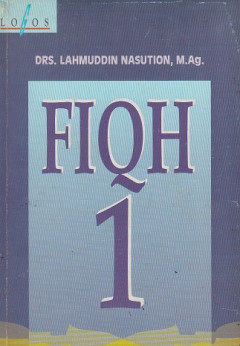 LOGOS
DRS. LAHMUDDIN NASUTION, M.Ag.
FIQH
1